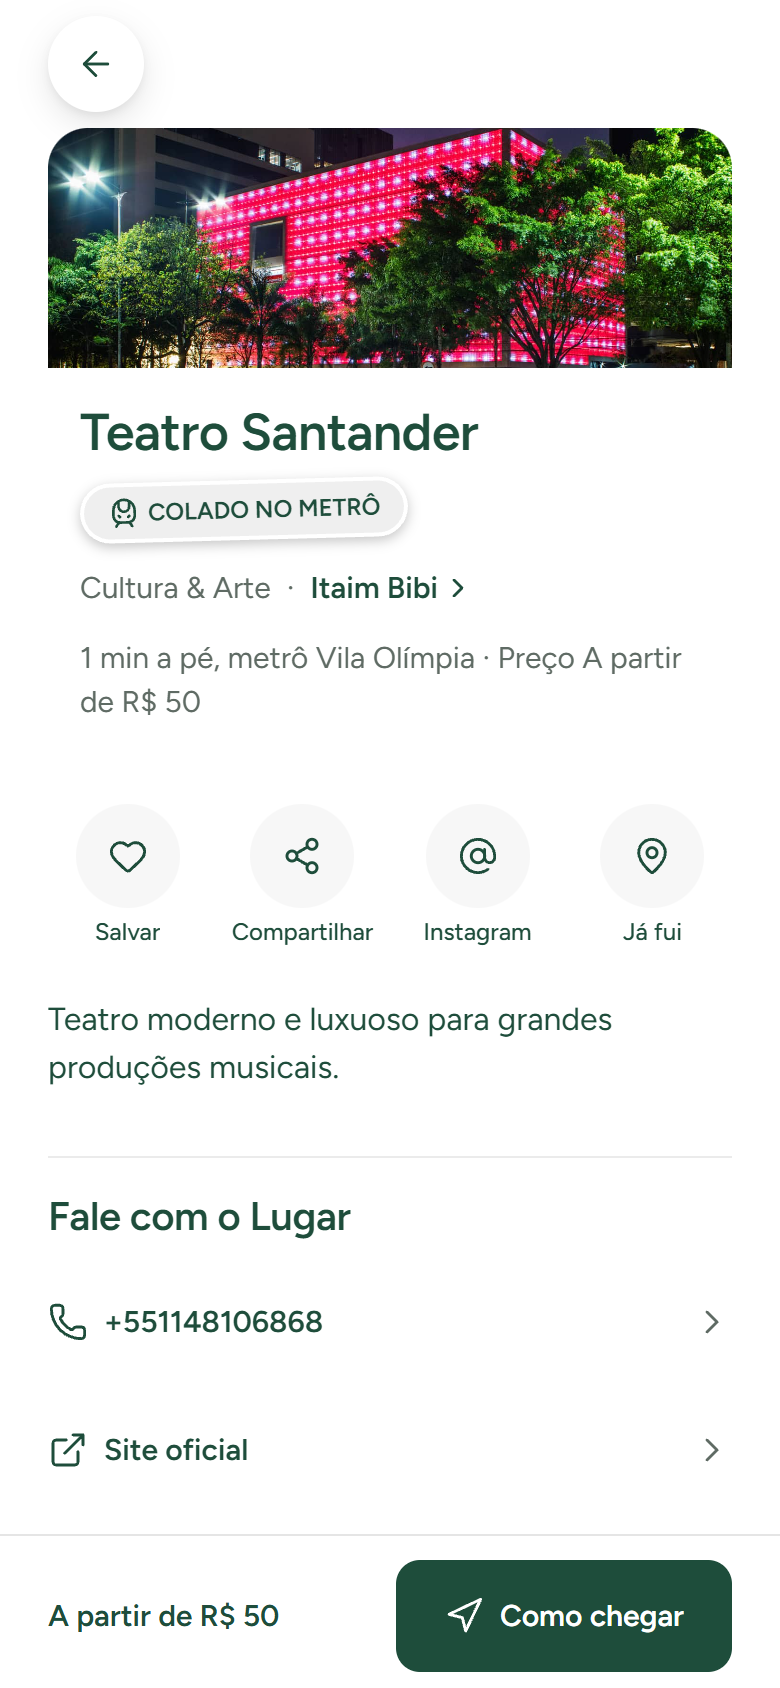 Teatro Santander
COLADO NO METRÔ
Cultura & Arte · Itaim Bibi
1 min a pé, metrô Vila Olímpia · Preço A partir
de R$ 50
Salvar
Compartilhar
Instagram
Já fui
Teatro moderno e luxuoso para grandes
produções musicais.
Fale com o Lugar
+551148106868
Site oficial
A partir de R$ 50
Como chegar